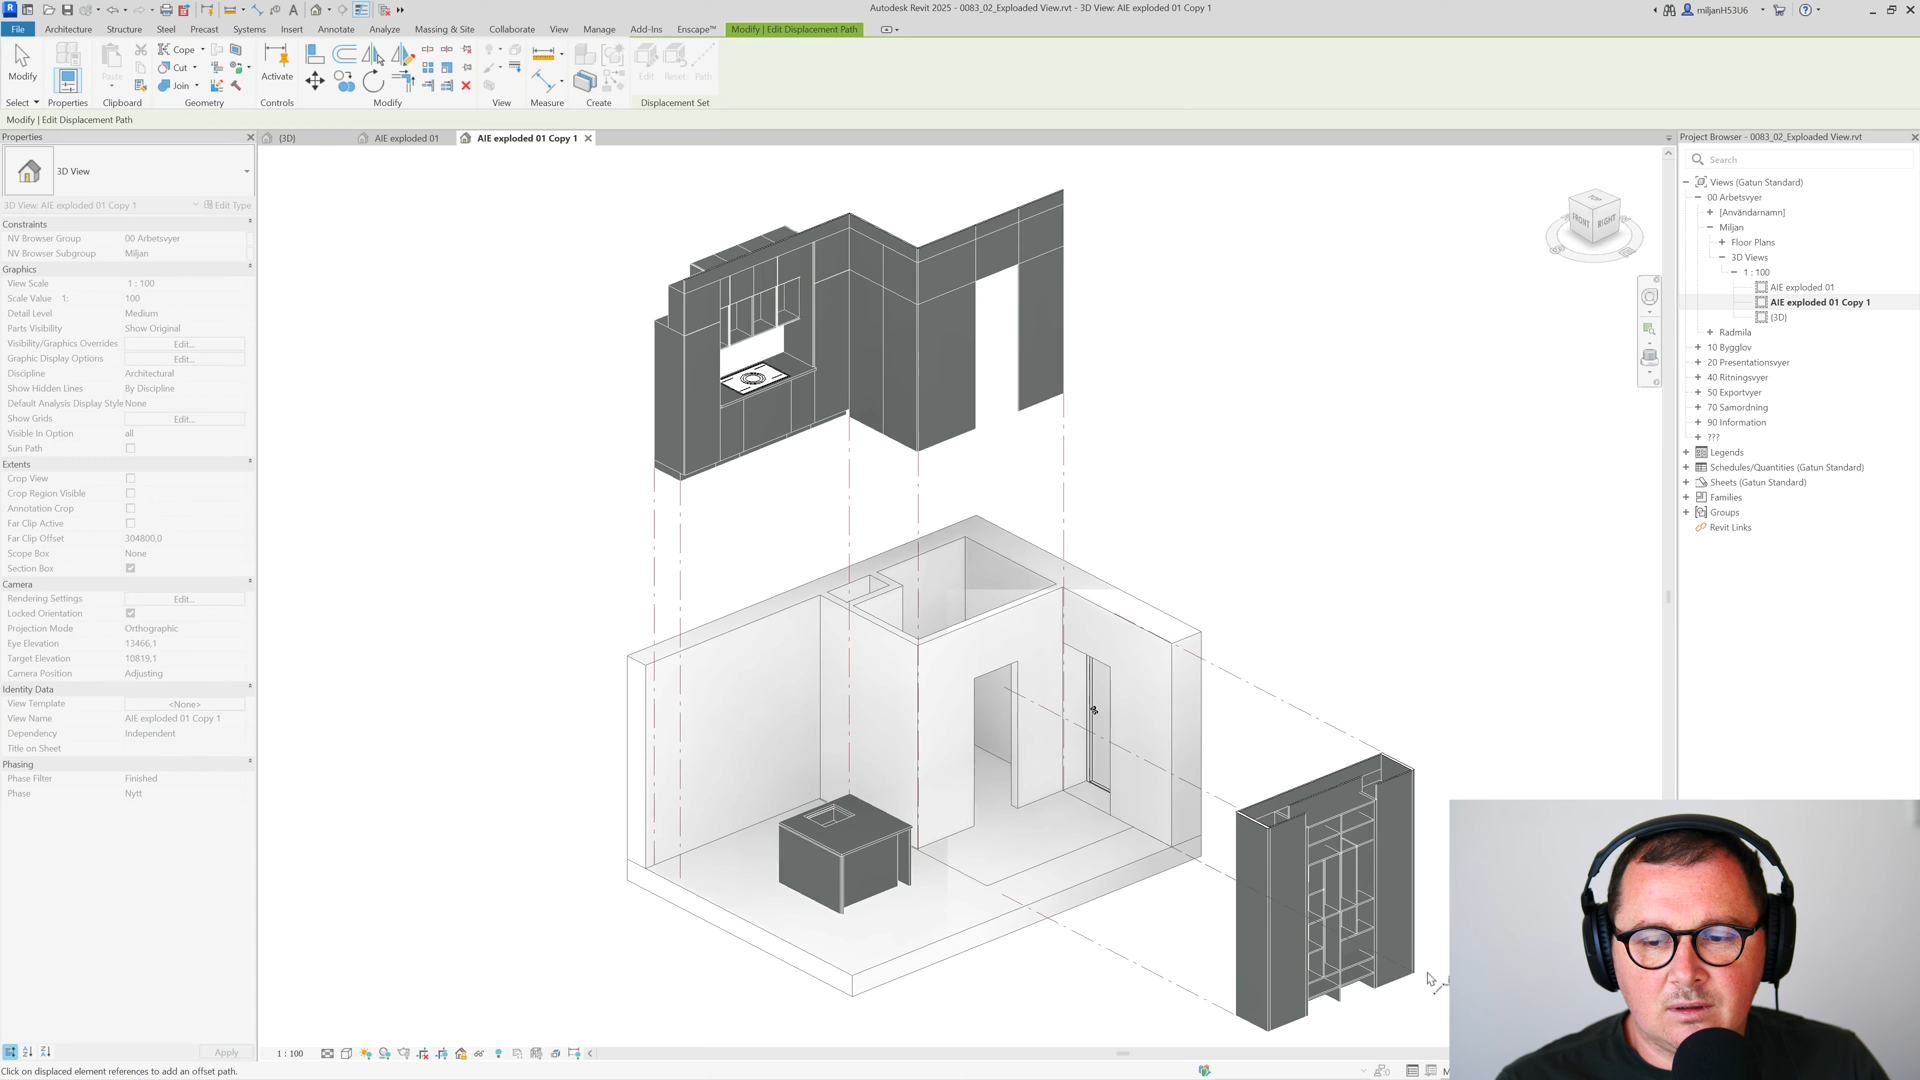 Autodesk Revit 2025 - 0083_02_Exploded View.rvt - 3D View: AIE exploded 01 Copy 1
miljanH53U6
File
Architecture
Structure
Steel
Precast
Systems
Insert
Annotate
Analyze
Massing & Site
Collaborate
View
Manage
Add-Ins
Enscape™
Modify | Edit Displacement Path
Modify
Paste
Cope
Cut
Join
Activate
Edit
Reset
Path
Select
Properties
Clipboard
Geometry
Controls
Modify
View
Measure
Create
Displacement Set
Modify | Edit Displacement Path
Properties
{3D}
AIE exploded 01
AIE exploded 01 Copy 1
Project Browser - 0083_02_Exploaded View.rvt
3D View
3D View: AIE exploded 01 Copy 1
Edit Type
Constraints
NV Browser Group 00 Arbetsvyer
NV Browser Subgroup Miljan
Graphics
View Scale 1 : 100
Scale Value 1: 100
Detail Level Medium
Parts Visibility Show Original
Visibility/Graphics Overrides Edit...
Graphic Display Options Edit...
Discipline Architectural
Show Hidden Lines By Discipline
Default Analysis Display Style None
Show Grids Edit...
Visible In Option all
Sun Path
Extents
Crop View
Crop Region Visible
Annotation Crop
Far Clip Active
Far Clip Offset 304800,0
Scope Box None
Section Box
Camera
Rendering Settings Edit...
Locked Orientation
Projection Mode Orthographic
Eye Elevation 13466,1
Target Elevation 10819,1
Camera Position Adjusting
Identity Data
View Template <None>
View Name AIE exploded 01 Copy 1
Dependency Independent
Title on Sheet
Phasing
Phase Filter Finished
Phase Nytt
Apply
TOP
FRONT
RIGHT
Search
Views (Gatun Standard)
00 Arbetsvyer
[Användarnamn]
Miljan
Floor Plans
3D Views
1 : 100
AIE exploded 01
AIE exploded 01 Copy 1
{3D}
Radmila
10 Bygglov
20 Presentationsvyer
40 Ritningsvyer
50 Exportvyer
70 Samordning
90 Information
???
Legends
Schedules/Quantities (Gatun Standard)
Sheets (Gatun Standard)
Families
Groups
Revit Links
1 : 100
Click on displaced element references to add an offset path.
:0